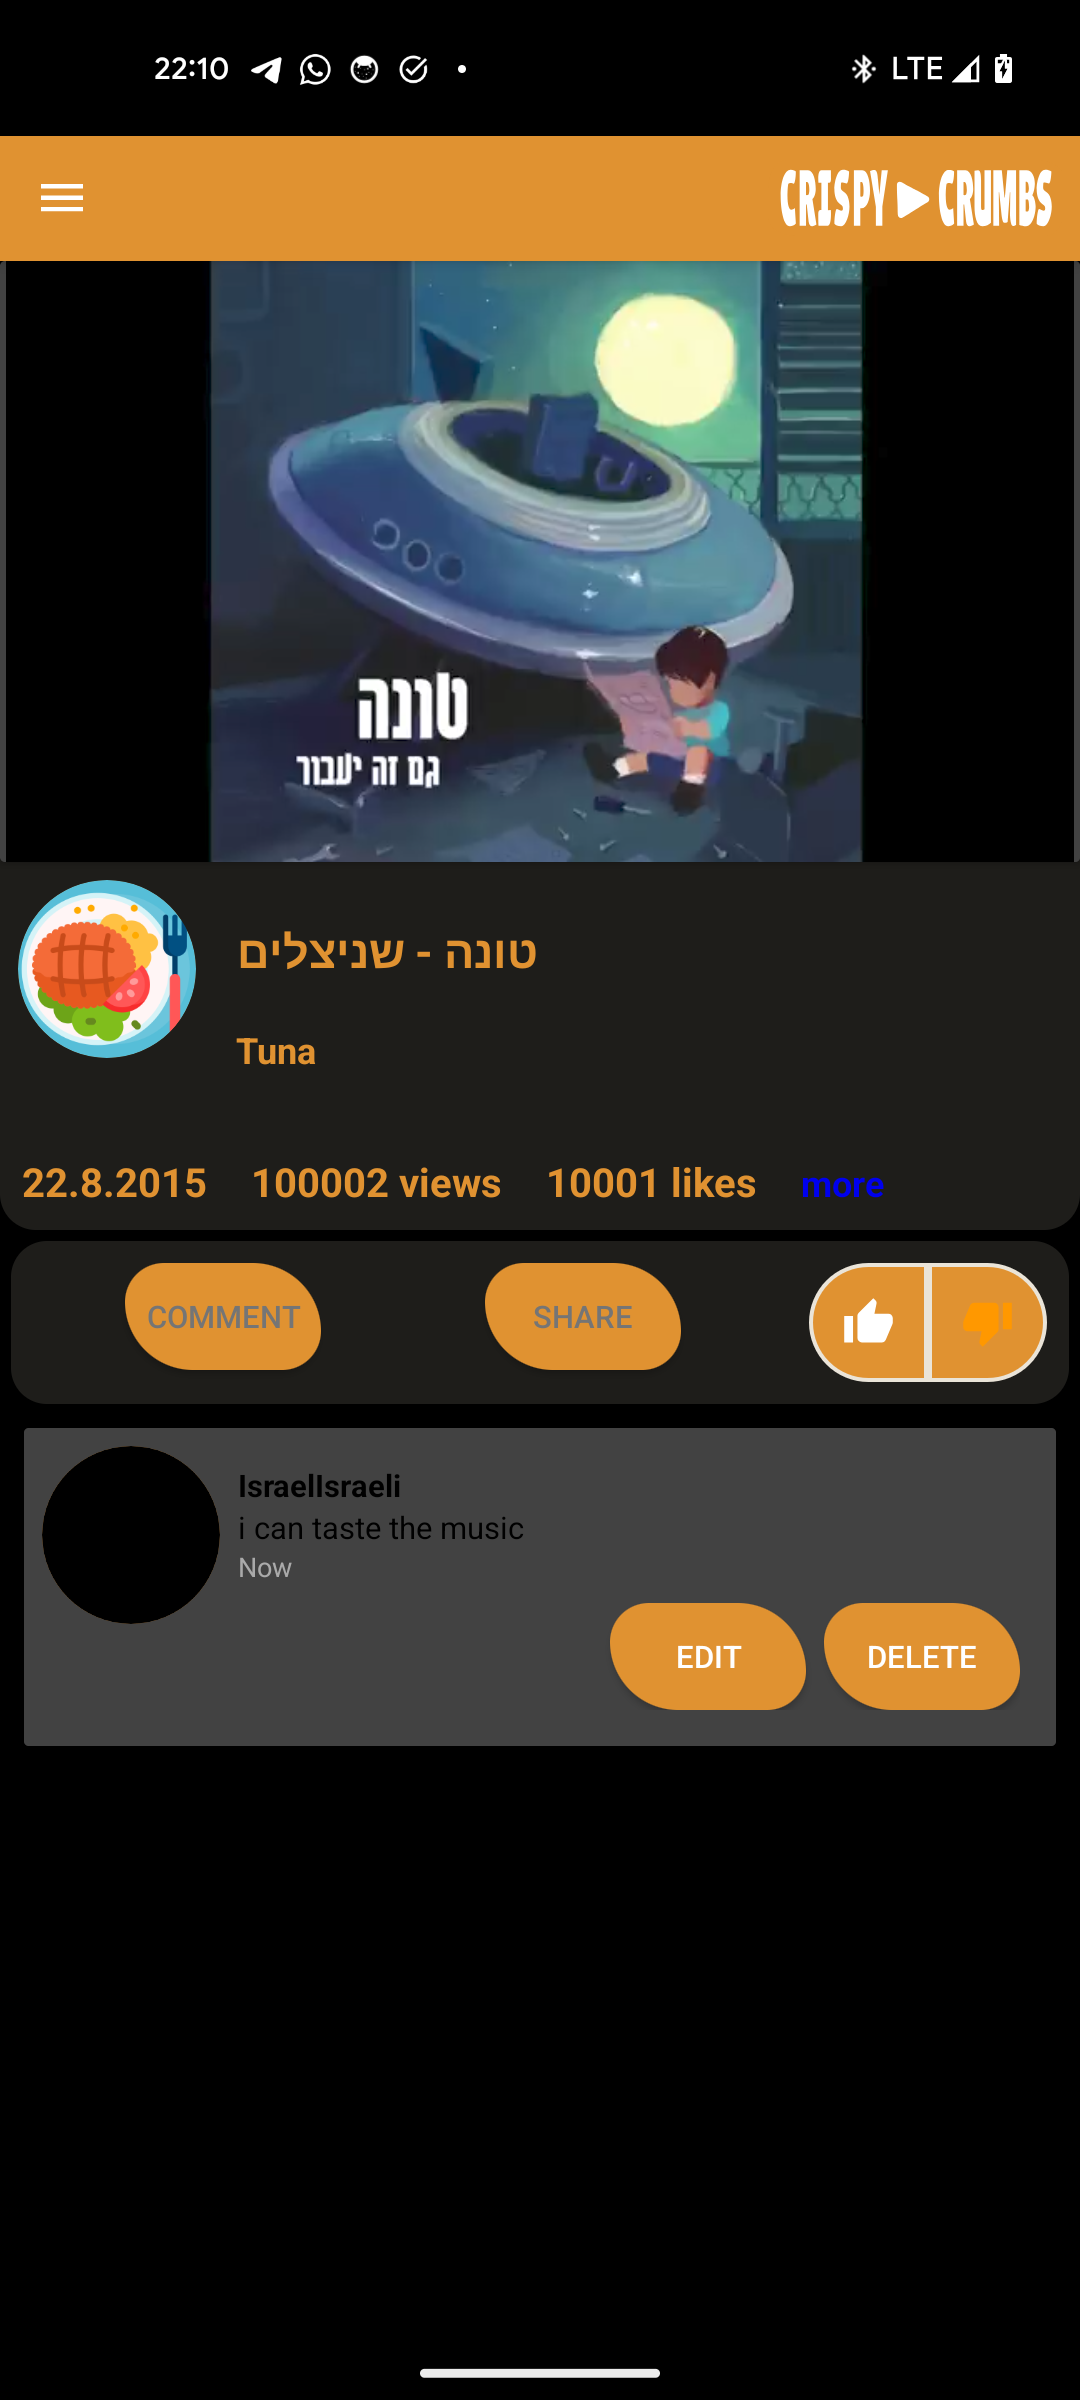 22:10 LTE
CRISPY CRUMBS
טונה
גם זה יעבור
טונה - שניצלים
Tuna
22.8.2015 100002 views 10001 likes more
COMMENT SHARE
IsraelIsraeli
i can taste the music
Now
EDIT DELETE